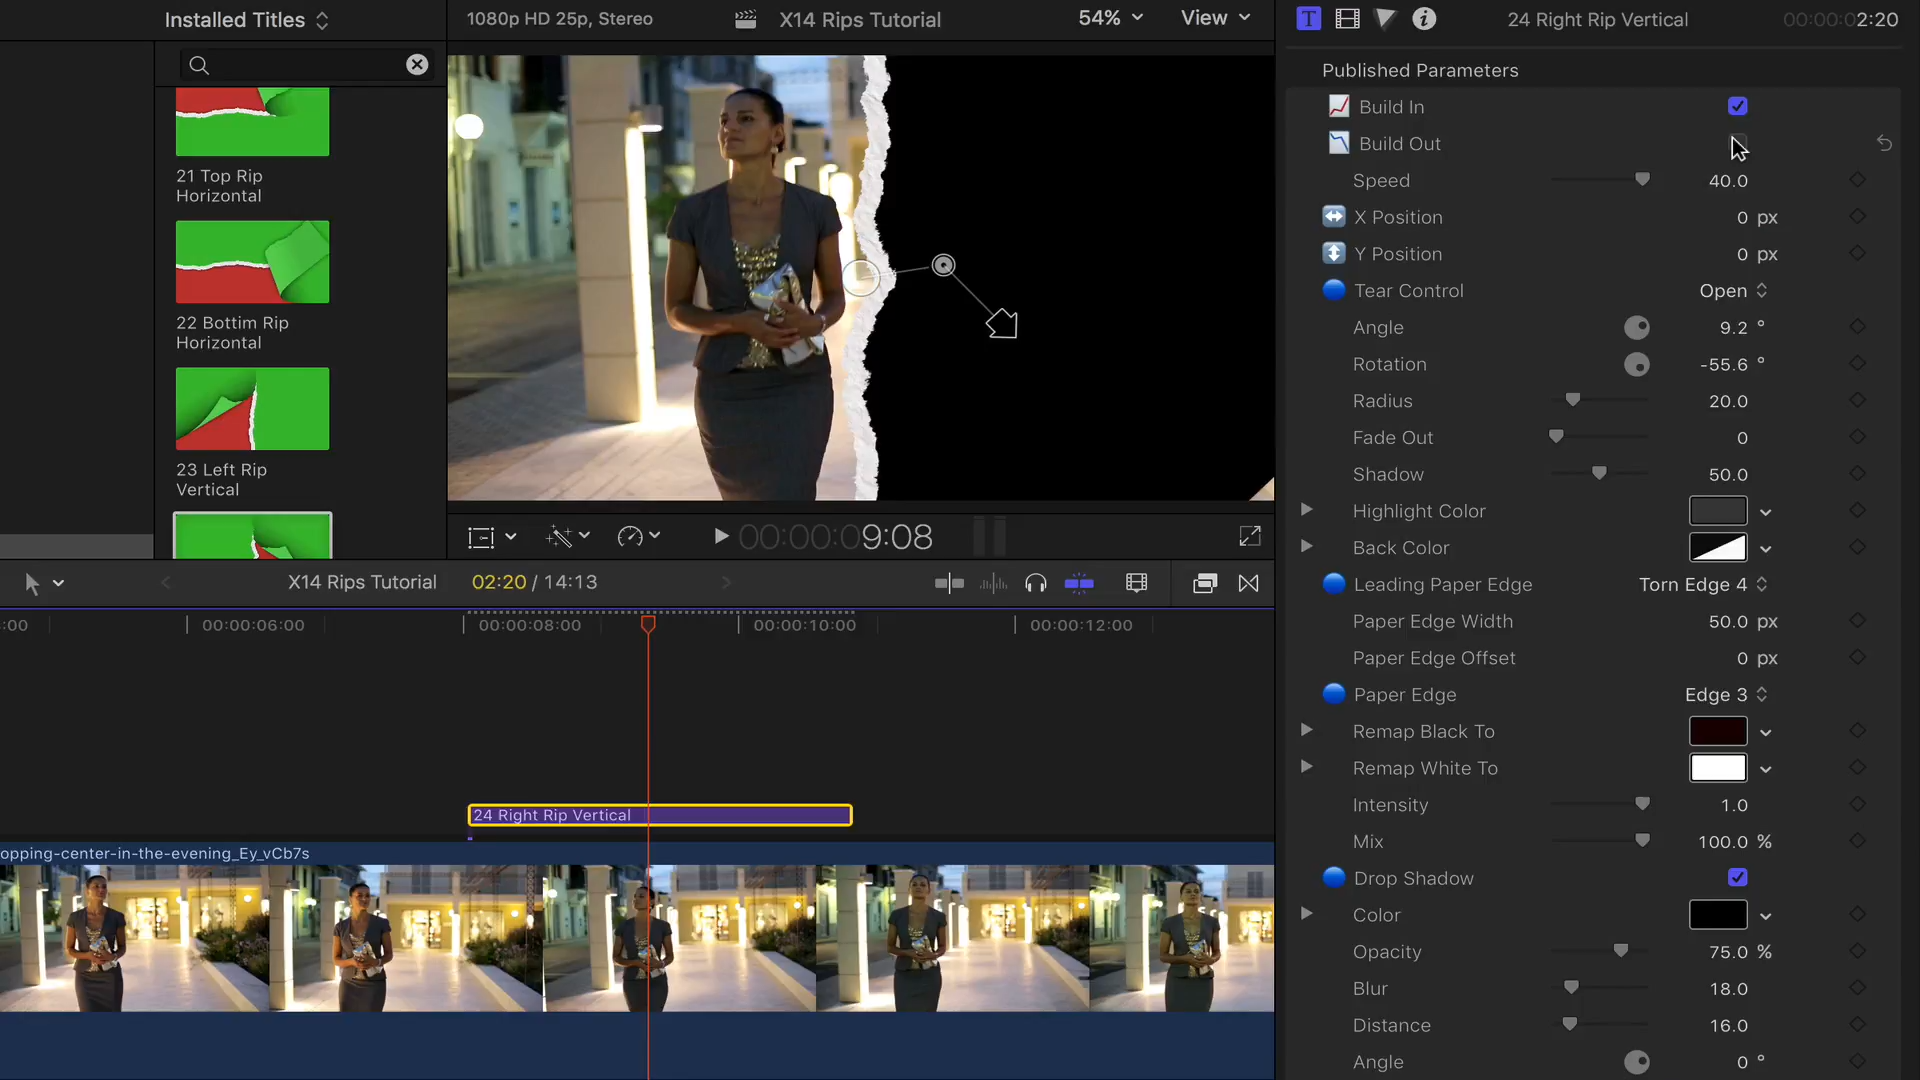 Installed Titles
1080p HD 25p, Stereo
X14 Rips Tutorial
54%
View
T
i
24 Right Rip Vertical
00:00:02:20
21 Top Rip
Horizontal
22 Bottim Rip
Horizontal
23 Left Rip
Vertical
00:00:09:08
X14 Rips Tutorial
02:20 / 14:13
:00
00:00:06:00
00:00:08:00
00:00:10:00
00:00:12:00
24 Right Rip Vertical
opping-center-in-the-evening_Ey_vCb7s
Published Parameters
Build In
Build Out
Speed 40.0
X Position 0 px
Y Position 0 px
Tear Control Open
Angle 9.2 °
Rotation -55.6 °
Radius 20.0
Fade Out 0
Shadow 50.0
Highlight Color
Back Color
Leading Paper Edge Torn Edge 4
Paper Edge Width 50.0 px
Paper Edge Offset 0 px
Paper Edge Edge 3
Remap Black To
Remap White To
Intensity 1.0
Mix 100.0 %
Drop Shadow
Color
Opacity 75.0 %
Blur 18.0
Distance 16.0
Angle 0 °